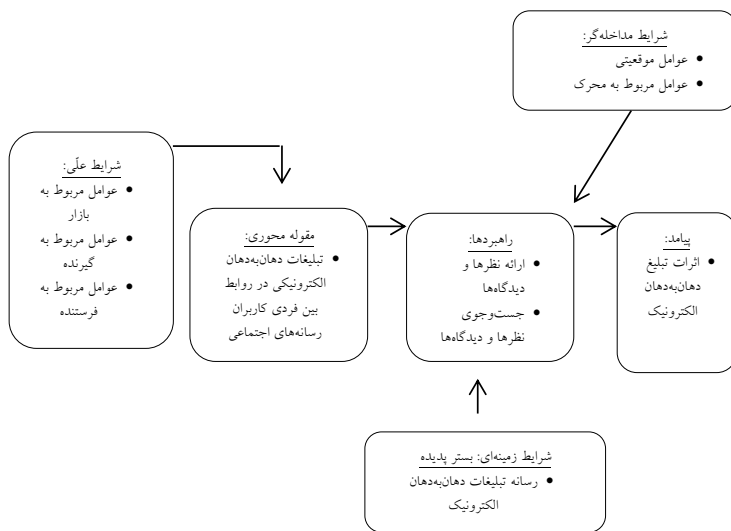 شرایط مداخله‌گر:
• عوامل موقعیتی
• عوامل مربوط به محرک
شرایط علّی:
• عوامل مربوط به
بازار
• عوامل مربوط به
گیرنده
• عوامل مربوط به
فرستنده
مقوله محوری:
• تبلیغات دهان‌به‌دهان
الکترونیکی در روابط
بین فردی کاربران
رسانه‌های اجتماعی
راهبردها:
• ارائه نظرها و
دیدگاه‌ها
• جست‌وجوی
نظرها و دیدگاه‌ها
پیامد:
• اثرات تبلیغ
دهان‌به‌دهان
الکترونیک
شرایط زمینه‌ای: بستر پدیده
• رسانه تبلیغات دهان‌به‌دهان
الکترونیک